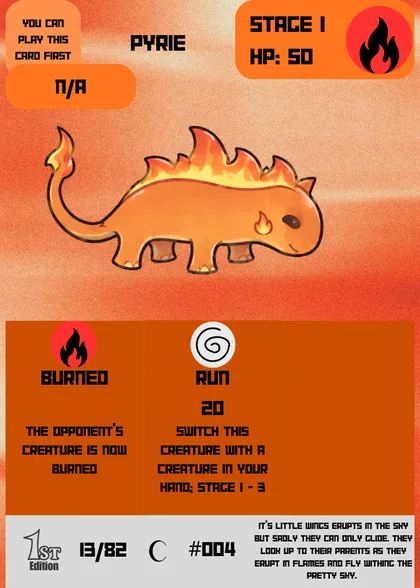 YOU CAN
PLAY THIS
CARD FIRST
N/A
PYRIE
STAGE 1
HP: 50
BURNED
THE OPPONENT'S
CREATURE IS NOW
BURNED
RUN
20
SWITCH THIS
CREATURE WITH A
CREATURE IN YOUR
HAND; STAGE 1 - 3
1ST
Edition
13/82
#004
IT'S LITTLE WINGS ERUPTS IN THE SKY
BUT SADLY THEY CAN ONLY GLIDE. THEY
LOOK UP TO THEIR PARENTS AS THEY
ERUPT IN FLAMES AND FLY WITHING THE
PRETTY SKY.